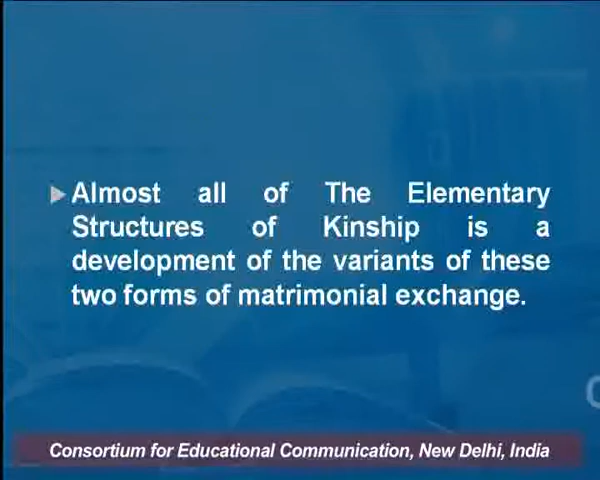 Almost all of The Elementary
Structures of Kinship is a
development of the variants of these
two forms of matrimonial exchange.
Consortium for Educational Communication, New Delhi, India